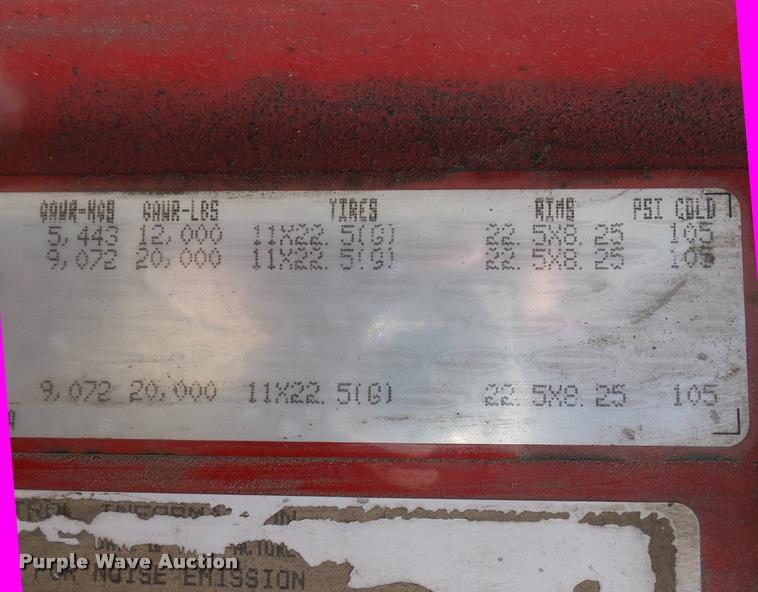 GAWR-KGS GAWR-LBS TIRES RIMS PSI COLD
5,443 12,000 11X22.5(G) 22.5X8.25 105
9,072 20,000 11X22.5(G) 22.5X8.25 105
9,072 20,000 11X22.5(G) 22.5X8.25 105
FOR NOISE EMISSION
Purple Wave Auction